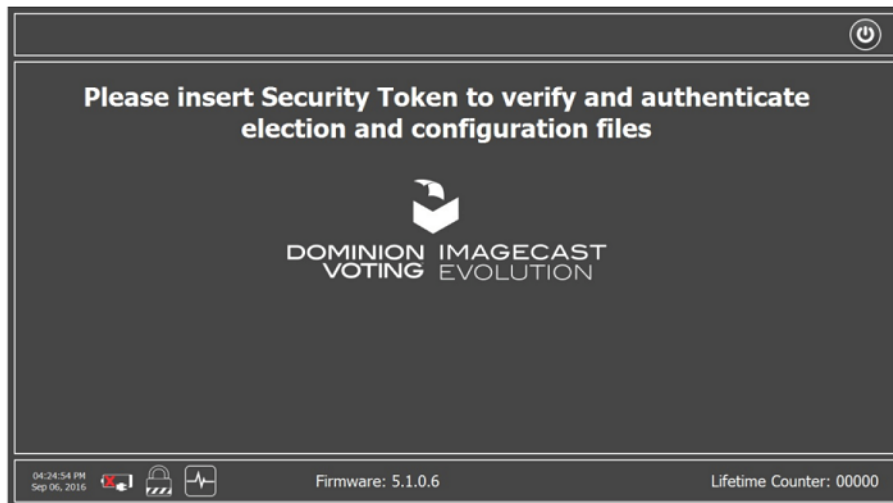 Please insert Security Token to verify and authenticate
election and configuration files
DOMINION IMAGECAST
VOTING EVOLUTION
04:24:54 PM
Sep 06, 2016
Firmware: 5.1.0.6
Lifetime Counter: 00000